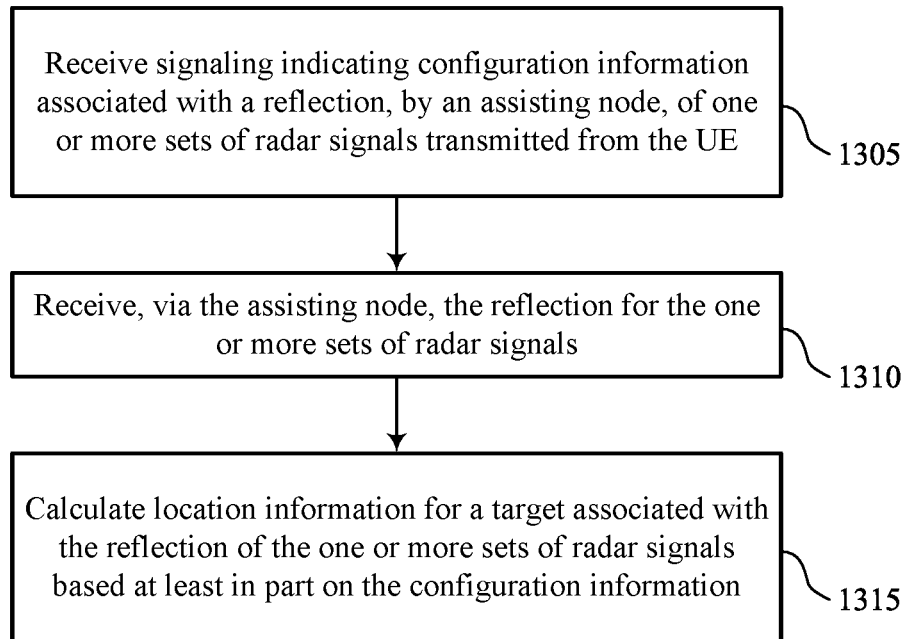 Receive signaling indicating configuration information
associated with a reflection, by an assisting node, of one
or more sets of radar signals transmitted from the UE
1305
Receive, via the assisting node, the reflection for the one
or more sets of radar signals
1310
Calculate location information for a target associated with
the reflection of the one or more sets of radar signals
based at least in part on the configuration information
1315